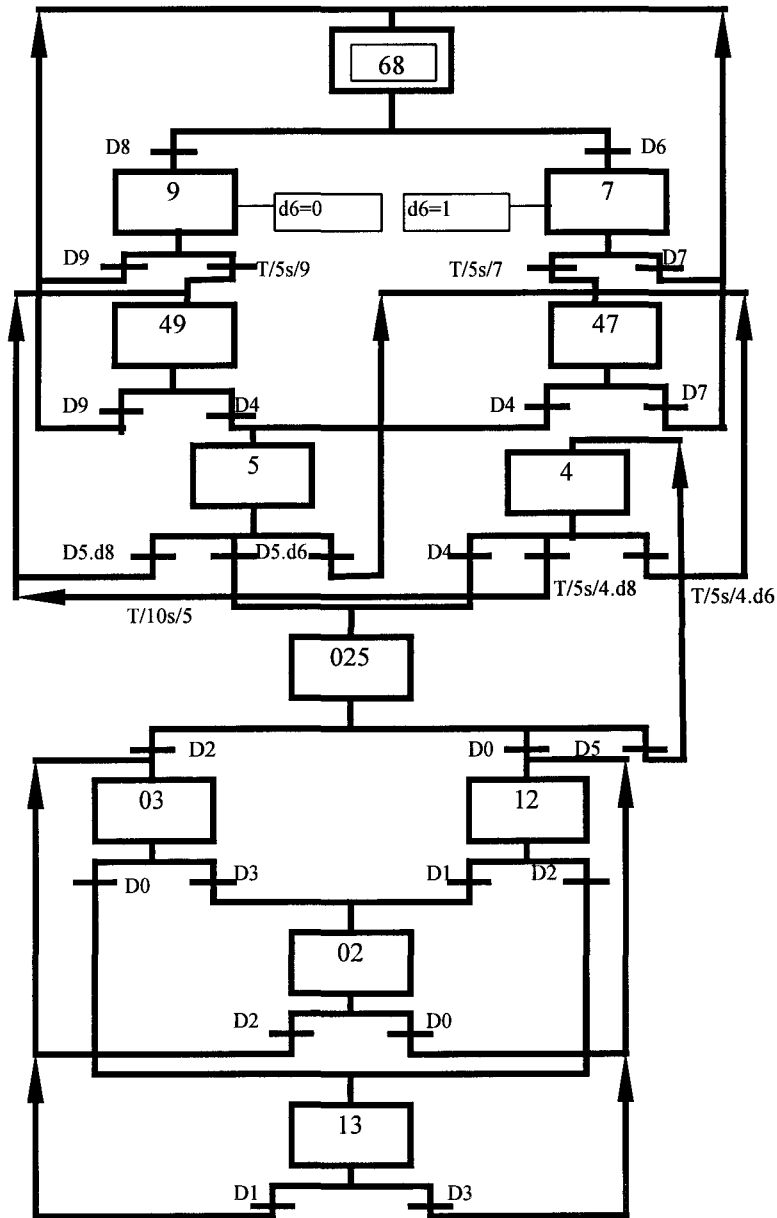 68
D8
D6
9
d6=0
d6=1
7
D9
T/5s/9
T/5s/7
D7
49
47
D9
D4
D4
D7
5
4
D5.d8
D5.d6
D4
T/10s/5
T/5s/4.d8
T/5s/4.d6
025
D2
D0
D5
03
12
D0
D3
D1
D2
02
D2
D0
13
D1
D3